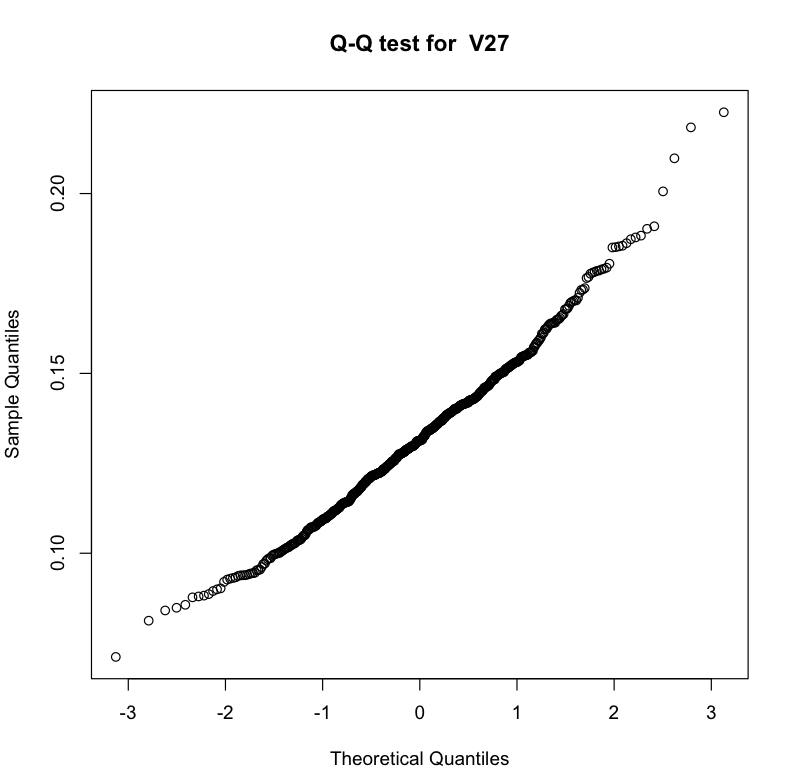 Q-Q test for  V27
Sample Quantiles
0.20
0.15
0.10
-3 -2 -1 0 1 2 3
Theoretical Quantiles